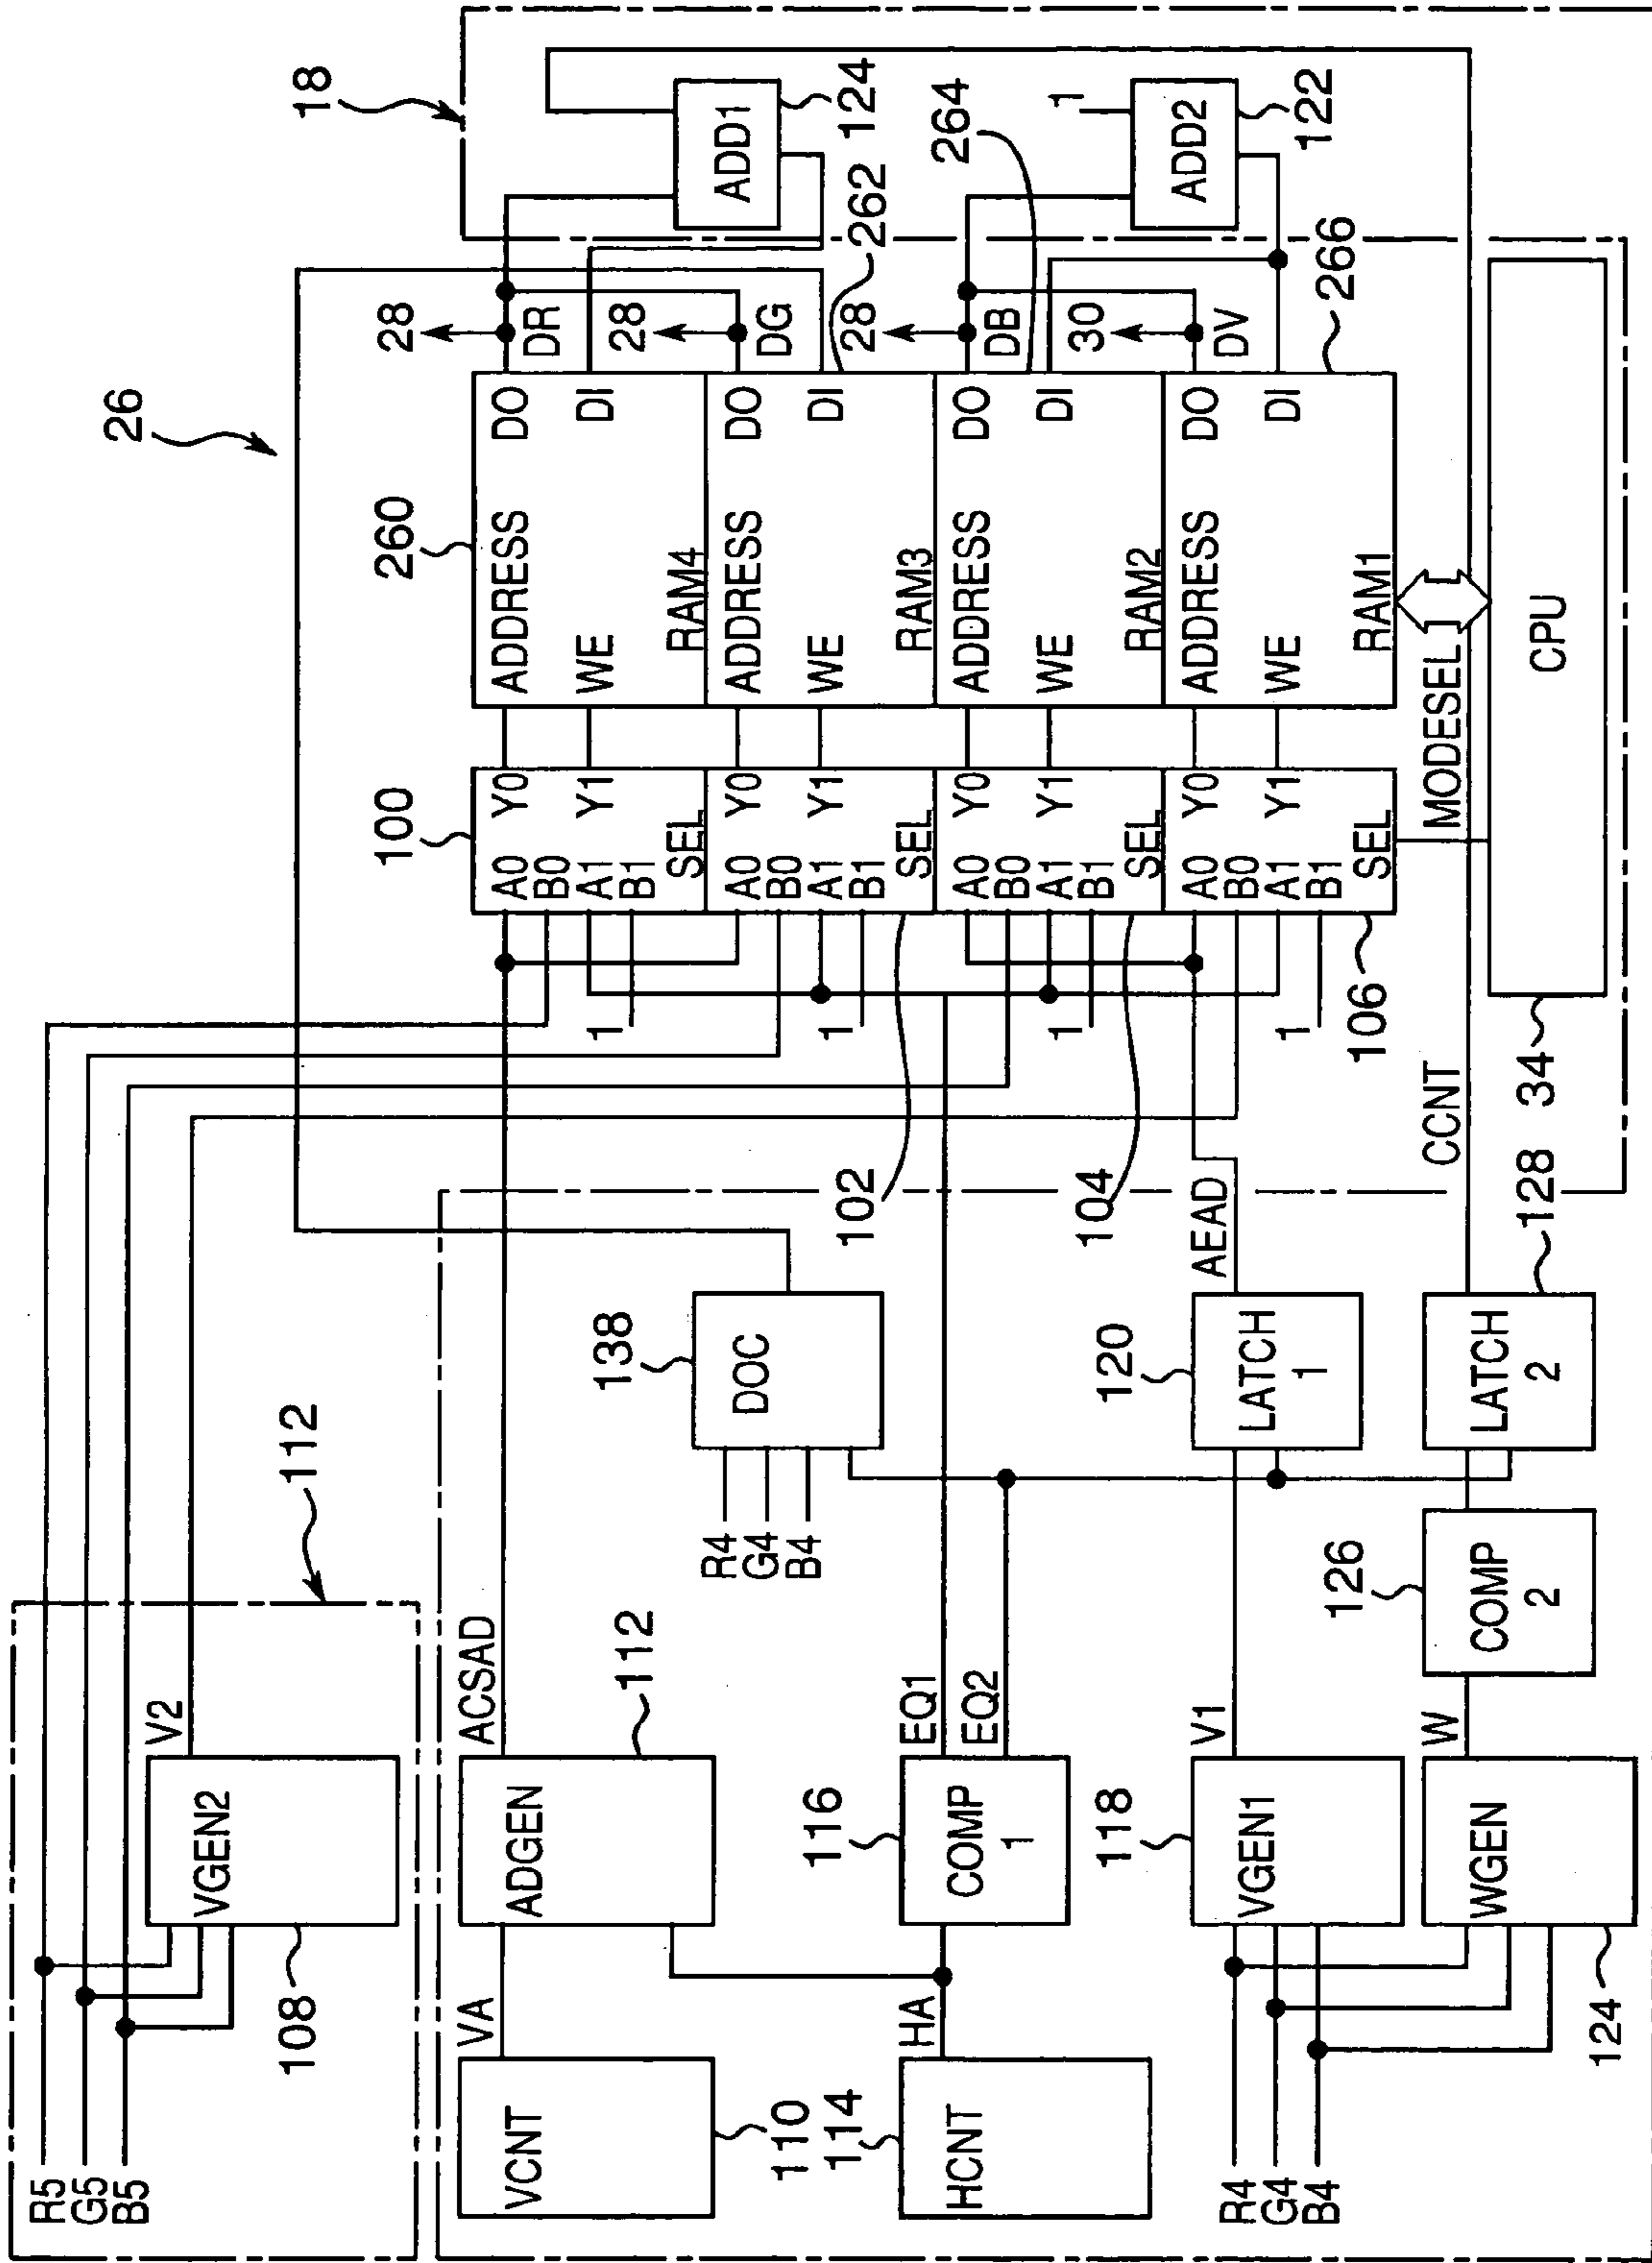 18
26
ADD1
124
262
264
1
ADD2
122
266
28
DR
28
DG
28
DB
30
DV
260
ADDRESS
DO
WE
DI
RAM4
ADDRESS
DO
WE
DI
RAM3
ADDRESS
DO
WE
DI
RAM2
ADDRESS
DO
WE
DI
RAM1
100
A0
Y0
B0
A1
Y1
B1
SEL
A0
Y0
B0
A1
Y1
B1
SEL
A0
Y0
B0
A1
Y1
B1
SEL
A0
Y0
B0
A1
Y1
B1
SEL
1
1
1
1
MODESEL
CPU
34
106
102
104
CCNT
AEAD
128
112
138
DOC
R4
G4
B4
120
LATCH
1
LATCH
2
126
COMP
2
V2
VGEN2
108
R5
G5
B5
ACSAD
112
ADGEN
VA
VCNT
110
EQ1
EQ2
116
COMP
1
HA
HCNT
114
V1
118
VGEN1
W
WGEN
124
R4
G4
B4